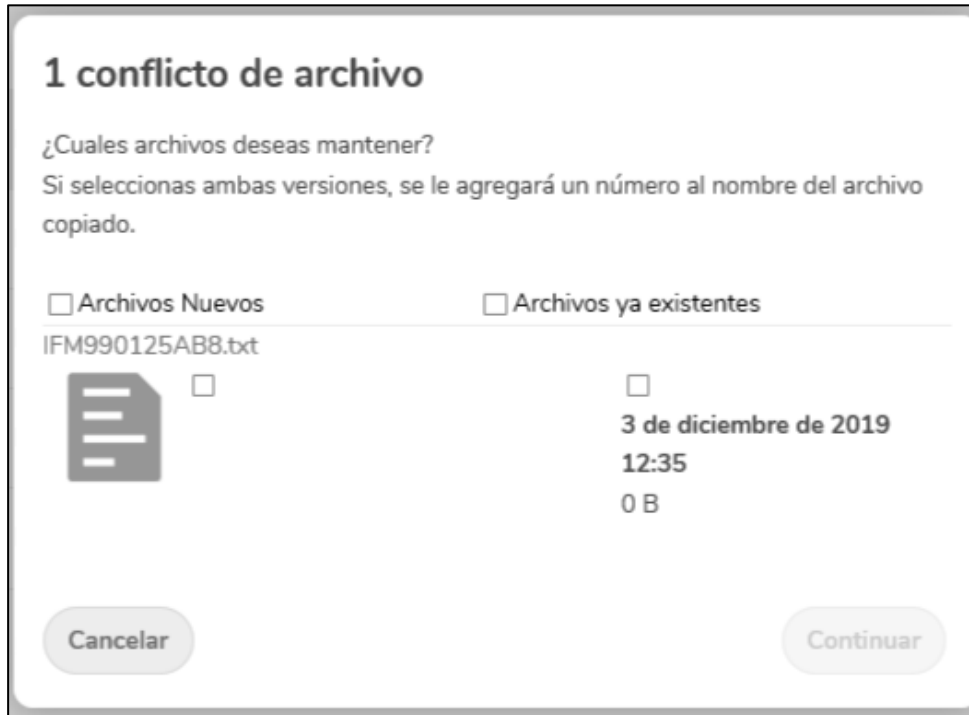 1 conflicto de archivo
¿Cuales archivos deseas mantener?
Si seleccionas ambas versiones, se le agregará un número al nombre del archivo
copiado.
Archivos Nuevos
Archivos ya existentes
IFM990125AB8.txt
3 de diciembre de 2019
12:35
0 B
Cancelar
Continuar